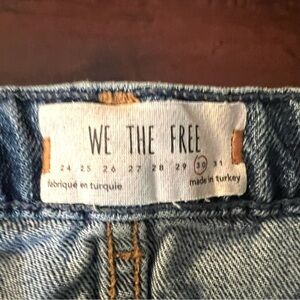 WE THE FREE
24 25 26 27 28 29 30 31
fabriqué en turquie made in turkey